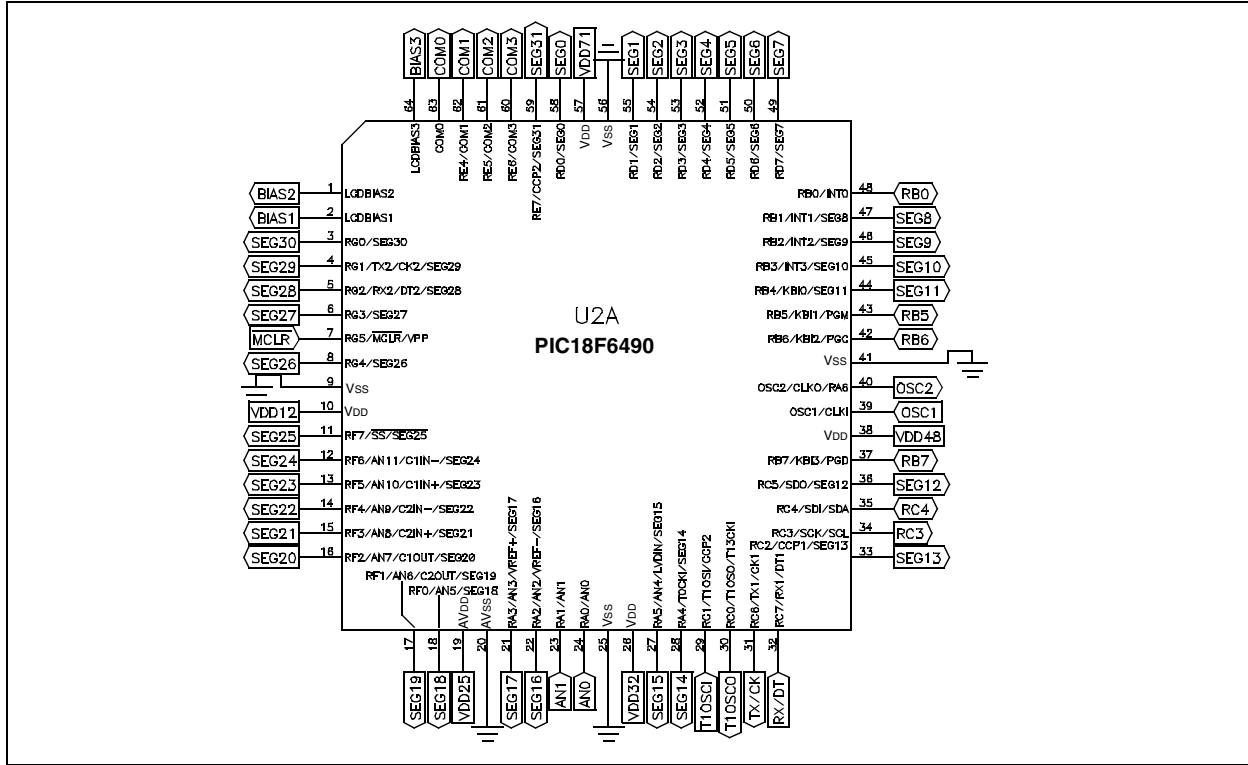 BIAS3 COM0 COM1 COM2 COM3 SEG31 SEG0 VDD71 SEG1 SEG2 SEG3 SEG4 SEG5 SEG6 SEG7
64 63 62 61 60 59 58 57 56 55 54 53 52 51 50 49
LCDBIAS3 COM0 RE4/COM1 RE5/COM2 RE6/COM3 RE7/CCP2/SEG31 RD0/SEG0 VDD VSS RD1/SEG1 RD2/SEG2 RD3/SEG3 RD4/SEG4 RD5/SEG5 RD6/SEG6 RD7/SEG7
BIAS2 1 LCDBIAS2 RB0/INT0 48 RB0
BIAS1 2 LCDBIAS1 RB1/INT1/SEG8 47 SEG8
SEG30 3 RG0/SEG30 RB2/INT2/SEG9 46 SEG9
SEG29 4 RG1/TX2/CK2/SEG29 RB3/INT3/SEG10 45 SEG10
SEG28 5 RG2/RX2/DT2/SEG28 RB4/KBI0/SEG11 44 SEG11
SEG27 6 RG3/SEG27 RB5/KBI1/PGM 43 RB5
MCLR 7 RG5/MCLR/VPP RB6/KBI2/PGC 42 RB6
U2A
PIC18F6490
SEG26 8 RG4/SEG26 VSS 41
9 VSS OSC2/CLKO/RA6 40 OSC2
VDD12 10 VDD OSC1/CLKI 39 OSC1
SEG25 11 RF7/SS/SEG25 VDD 38 VDD48
SEG24 12 RF6/AN11/C1IN-/SEG24 RB7/KBI3/PGD 37 RB7
SEG23 13 RF5/AN10/C1IN+/SEG23 RC5/SDO/SEG12 36 SEG12
SEG22 14 RF4/AN9/C2IN-/SEG22 RC4/SDI/SDA 35 RC4
SEG21 15 RF3/AN8/C2IN+/SEG21 RC3/SCK/SCL 34 RC3
SEG20 16 RF2/AN7/C1OUT/SEG20 RC2/CCP1/SEG13 33 SEG13
RF1/AN6/C2OUT/SEG19 RF0/AN5/SEG18 AVDD AVSS RA3/AN3/VREF+/SEG17 RA2/AN2/VREF-/SEG16 RA1/AN1 RA0/AN0 VSS VDD RA5/AN4/LVDIN/SEG15 RA4/T0CKI/SEG14 RC1/T1OSI/CCP2 RC0/T1OSO/T13CKI RC6/TX1/CK1 RC7/RX1/DT1
17 18 19 20 21 22 23 24 25 26 27 28 29 30 31 32
SEG19 SEG18 VDD25 SEG17 SEG16 AN1 AN0 VDD32 SEG15 SEG14 T1OSCI T1OSCO TX/CK RX/DT